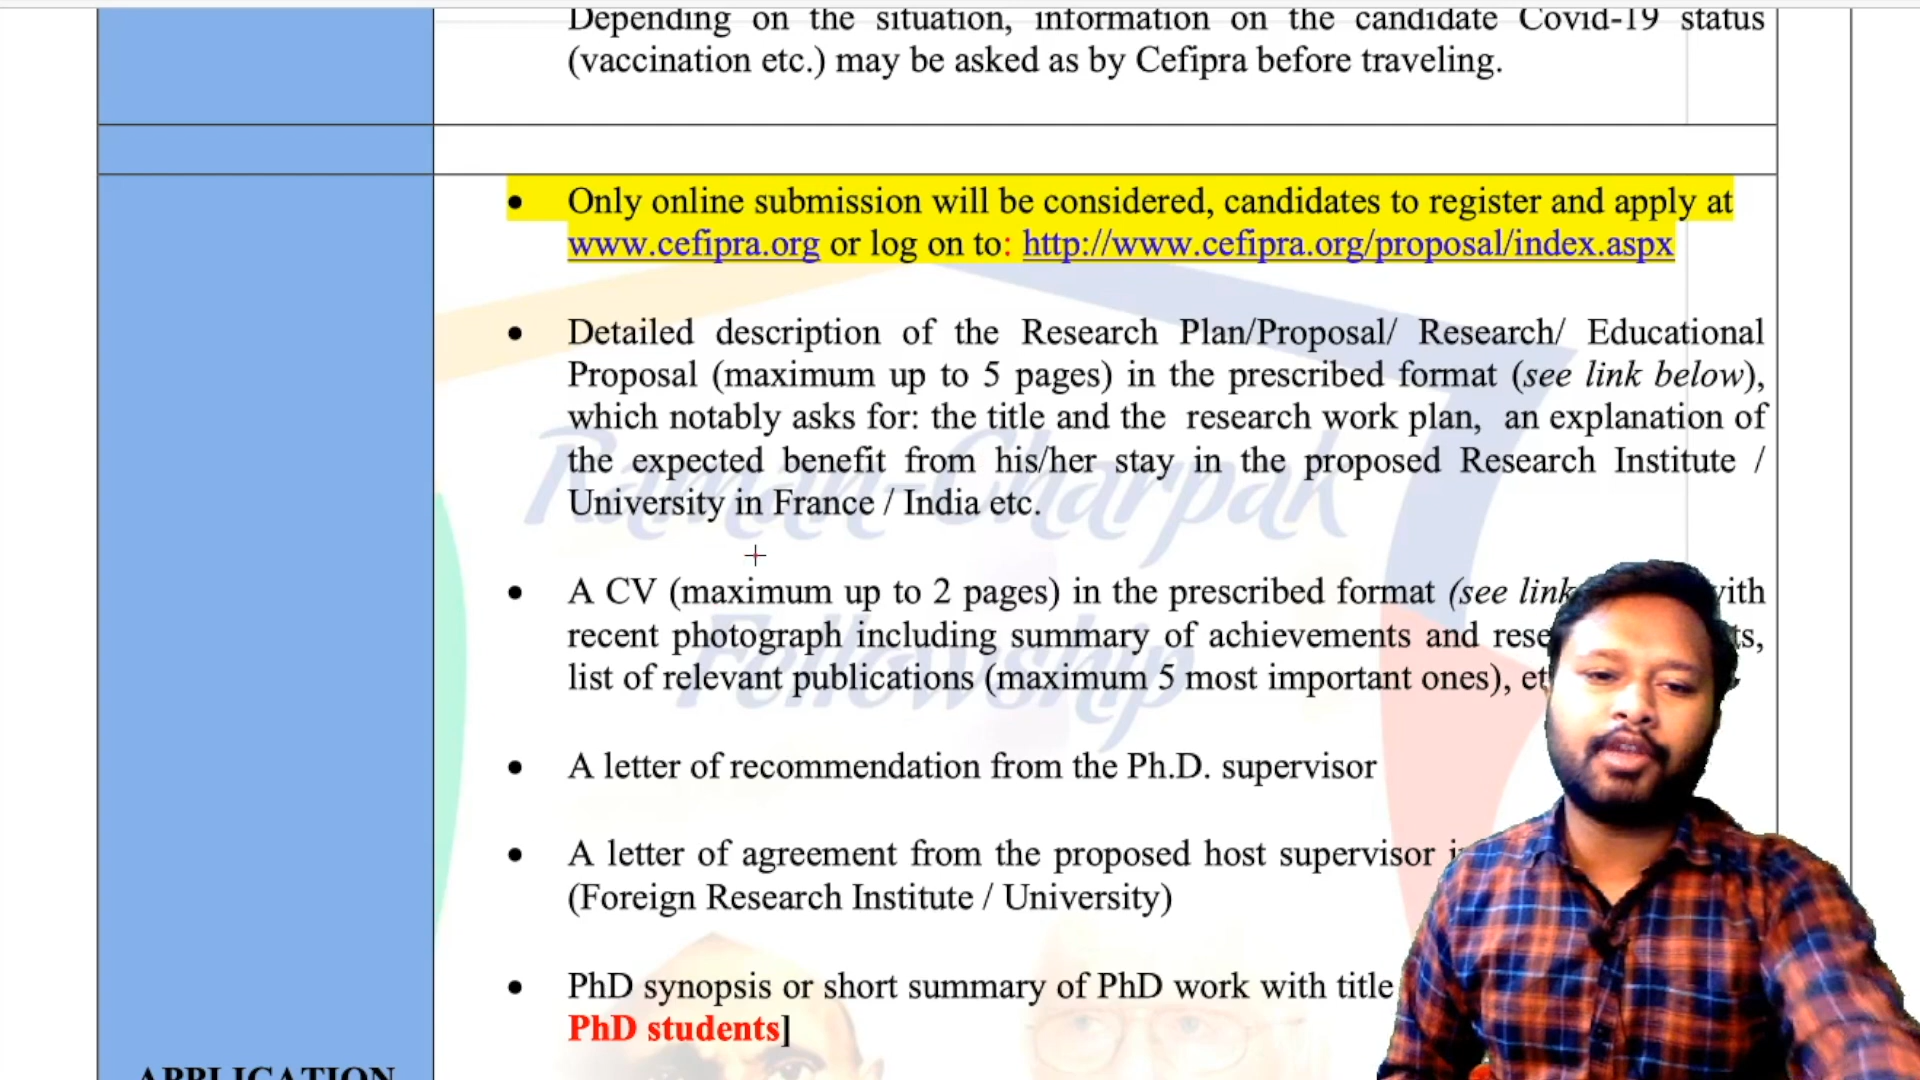 Depending on the situation, information on the candidate Covid-19 status
(vaccination etc.) may be asked as by Cefipra before traveling.
• Only online submission will be considered, candidates to register and apply at
www.cefipra.org or log on to: http://www.cefipra.org/proposal/index.aspx
• Detailed description of the Research Plan/Proposal/ Research/ Educational
Proposal (maximum up to 5 pages) in the prescribed format (see link below),
which notably asks for: the title and the research work plan, an explanation of
the expected benefit from his/her stay in the proposed Research Institute /
University in France / India etc.
Raman-Charpak
Fellowship
• A CV (maximum up to 2 pages) in the prescribed format (see link
recent photograph including summary of achievements and
list of relevant publications (maximum 5 most important ones),
• A letter of recommendation from the Ph.D. supervisor
• A letter of agreement from the proposed host supervisor
(Foreign Research Institute / University)
• PhD synopsis or short summary of PhD work with title
PhD students]
APPLICATION